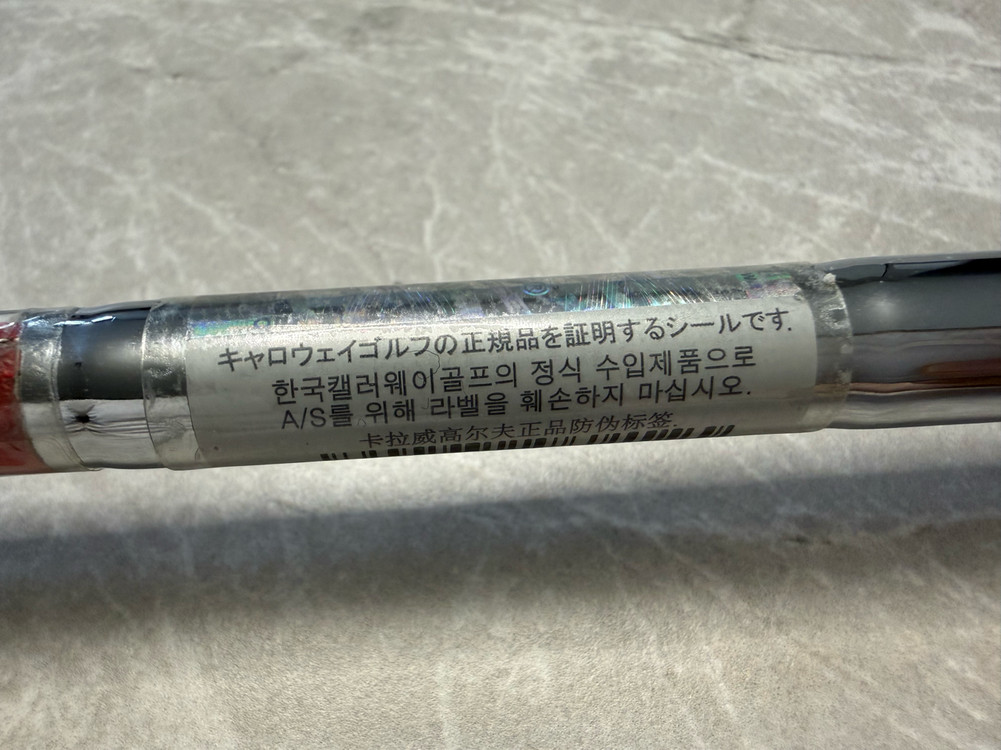 キャロウェイゴルフの正規品を証明するシールです.
한국캘러웨이골프의 정식 수입제품으로
A/S를 위해 라벨을 훼손하지 마십시오.
卡拉威高尔夫正品防伪标签.